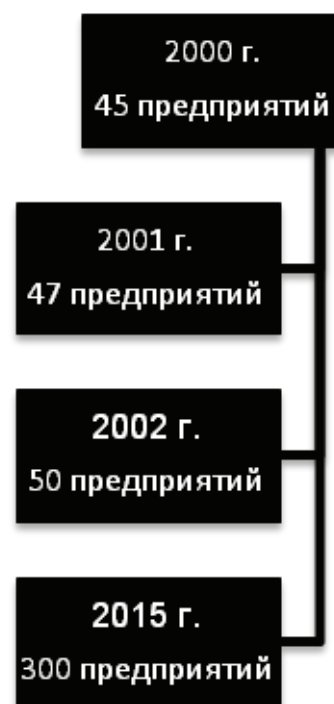 2000 г.
45 предприятий
2001 г.
47 предприятий
2002 г.
50 предприятий
2015 г.
300 предприятий